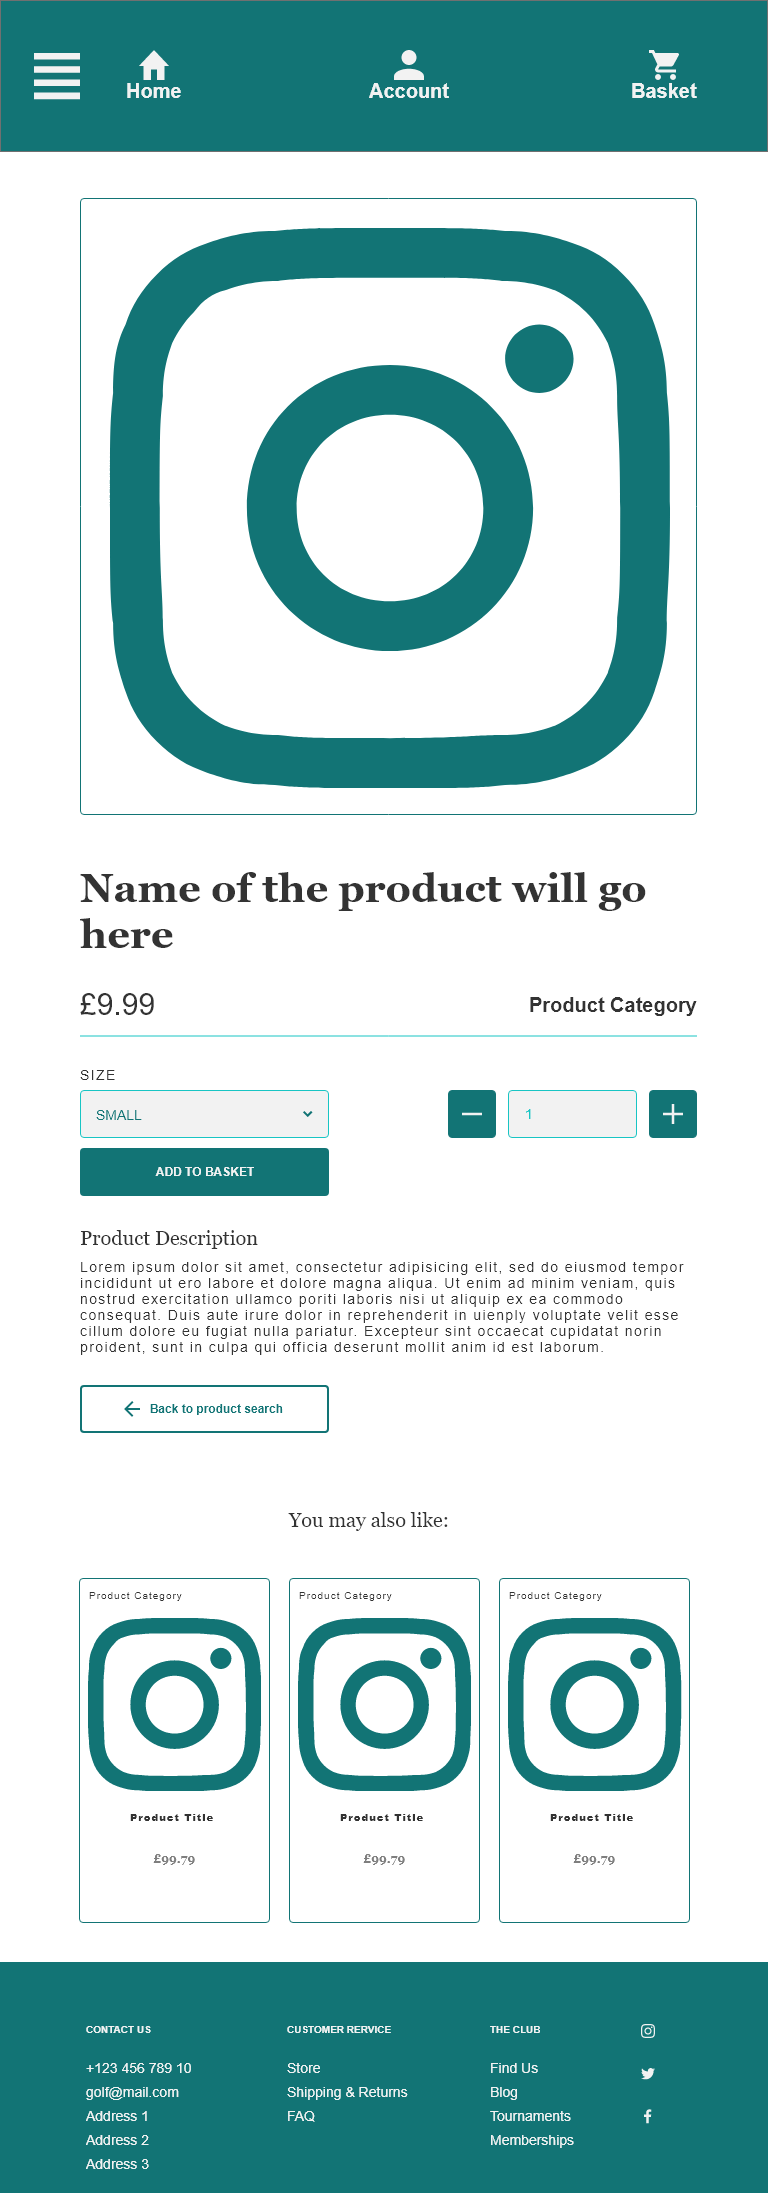 Home
Account
Basket
Name of the product will go
here
£9.99
Product Category
SIZE
SMALL
1
ADD TO BASKET
Product Description
Lorem ipsum dolor sit amet, consectetur adipisicing elit, sed do eiusmod tempor
incididunt ut ero labore et dolore magna aliqua. Ut enim ad minim veniam, quis
nostrud exercitation ullamco poriti laboris nisi ut aliquip ex ea commodo
consequat. Duis aute irure dolor in reprehenderit in uienply voluptate velit esse
cillum dolore eu fugiat nulla pariatur. Excepteur sint occaecat cupidatat norin
proident, sunt in culpa qui officia deserunt mollit anim id est laborum.
Back to product search
You may also like:
Product Category
Product Title
£99.79
Product Category
Product Title
£99.79
Product Category
Product Title
£99.79
CONTACT US
+123 456 789 10
golf@mail.com
Address 1
Address 2
Address 3
CUSTOMER RERVICE
Store
Shipping & Returns
FAQ
THE CLUB
Find Us
Blog
Tournaments
Memberships